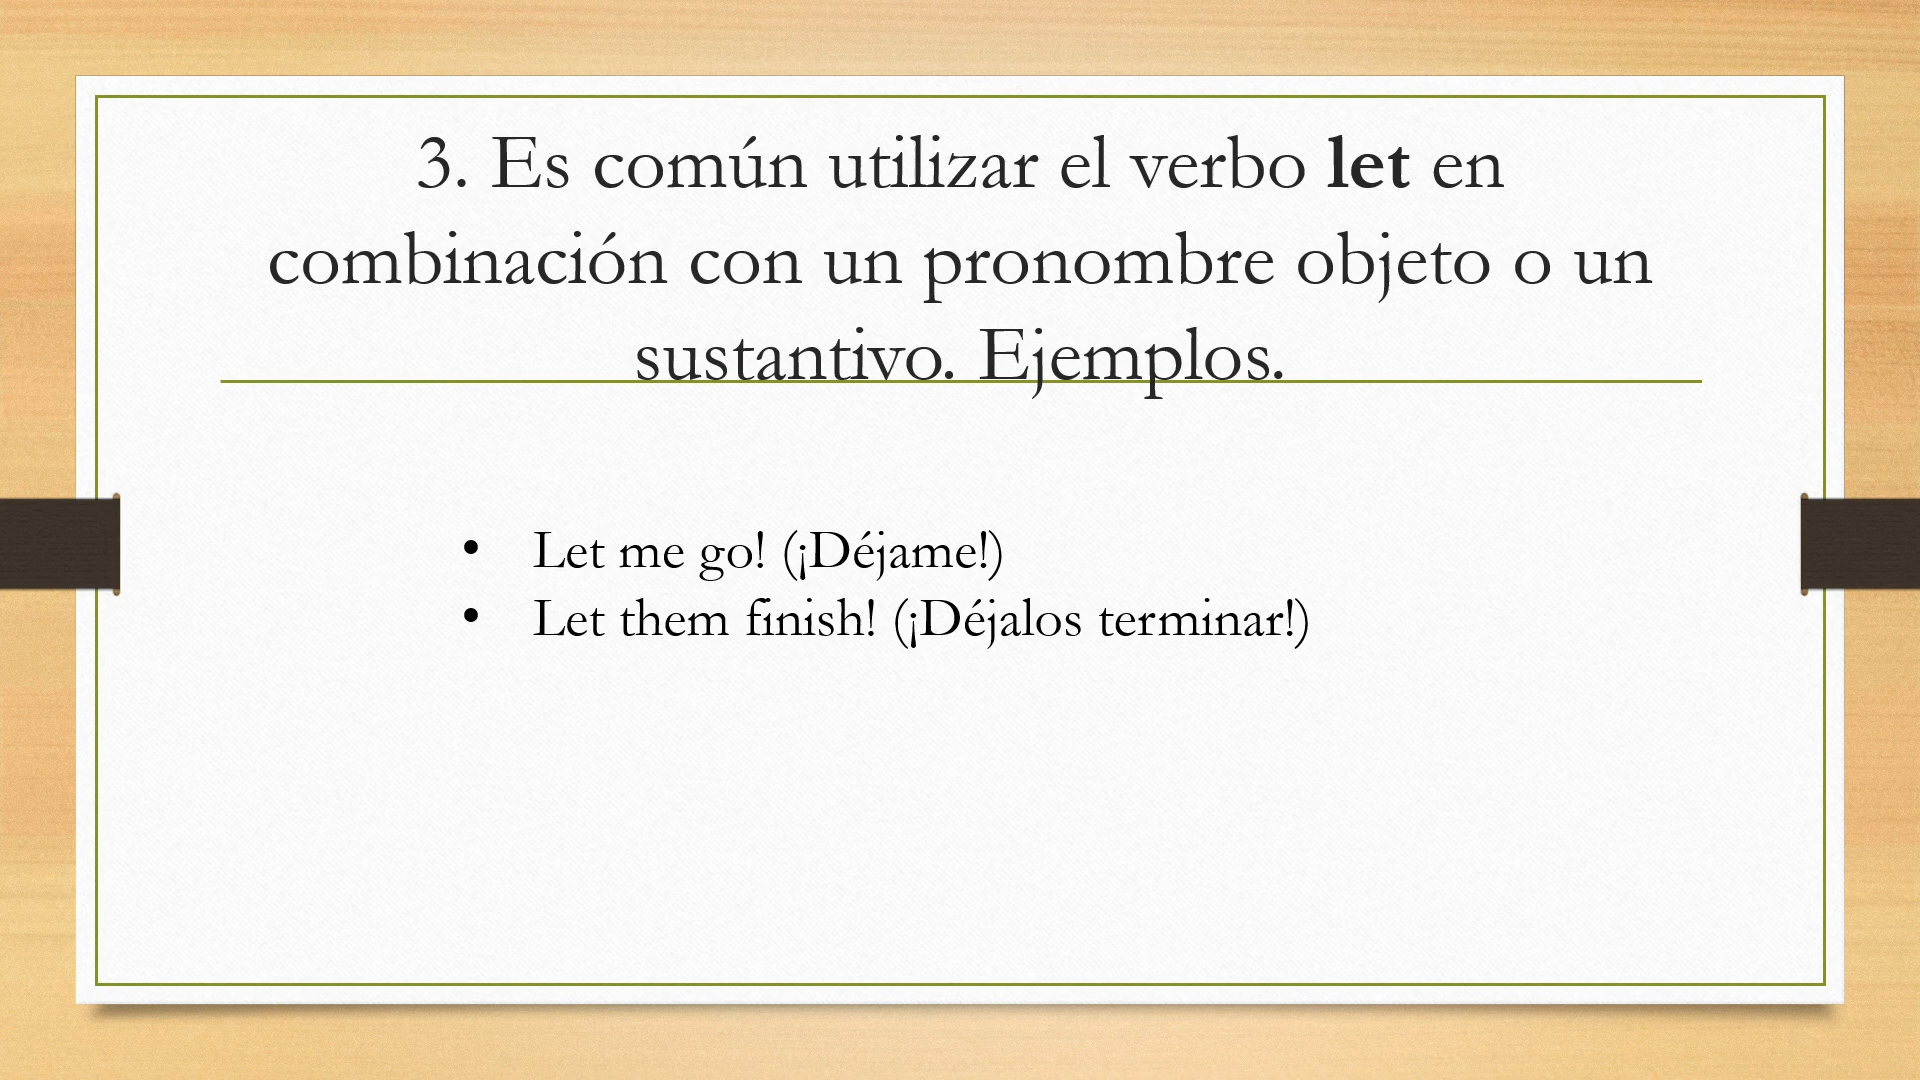 3. Es común utilizar el verbo let en
combinación con un pronombre objeto o un
sustantivo. Ejemplos.
• Let me go! (¡Déjame!)
• Let them finish! (¡Déjalos terminar!)